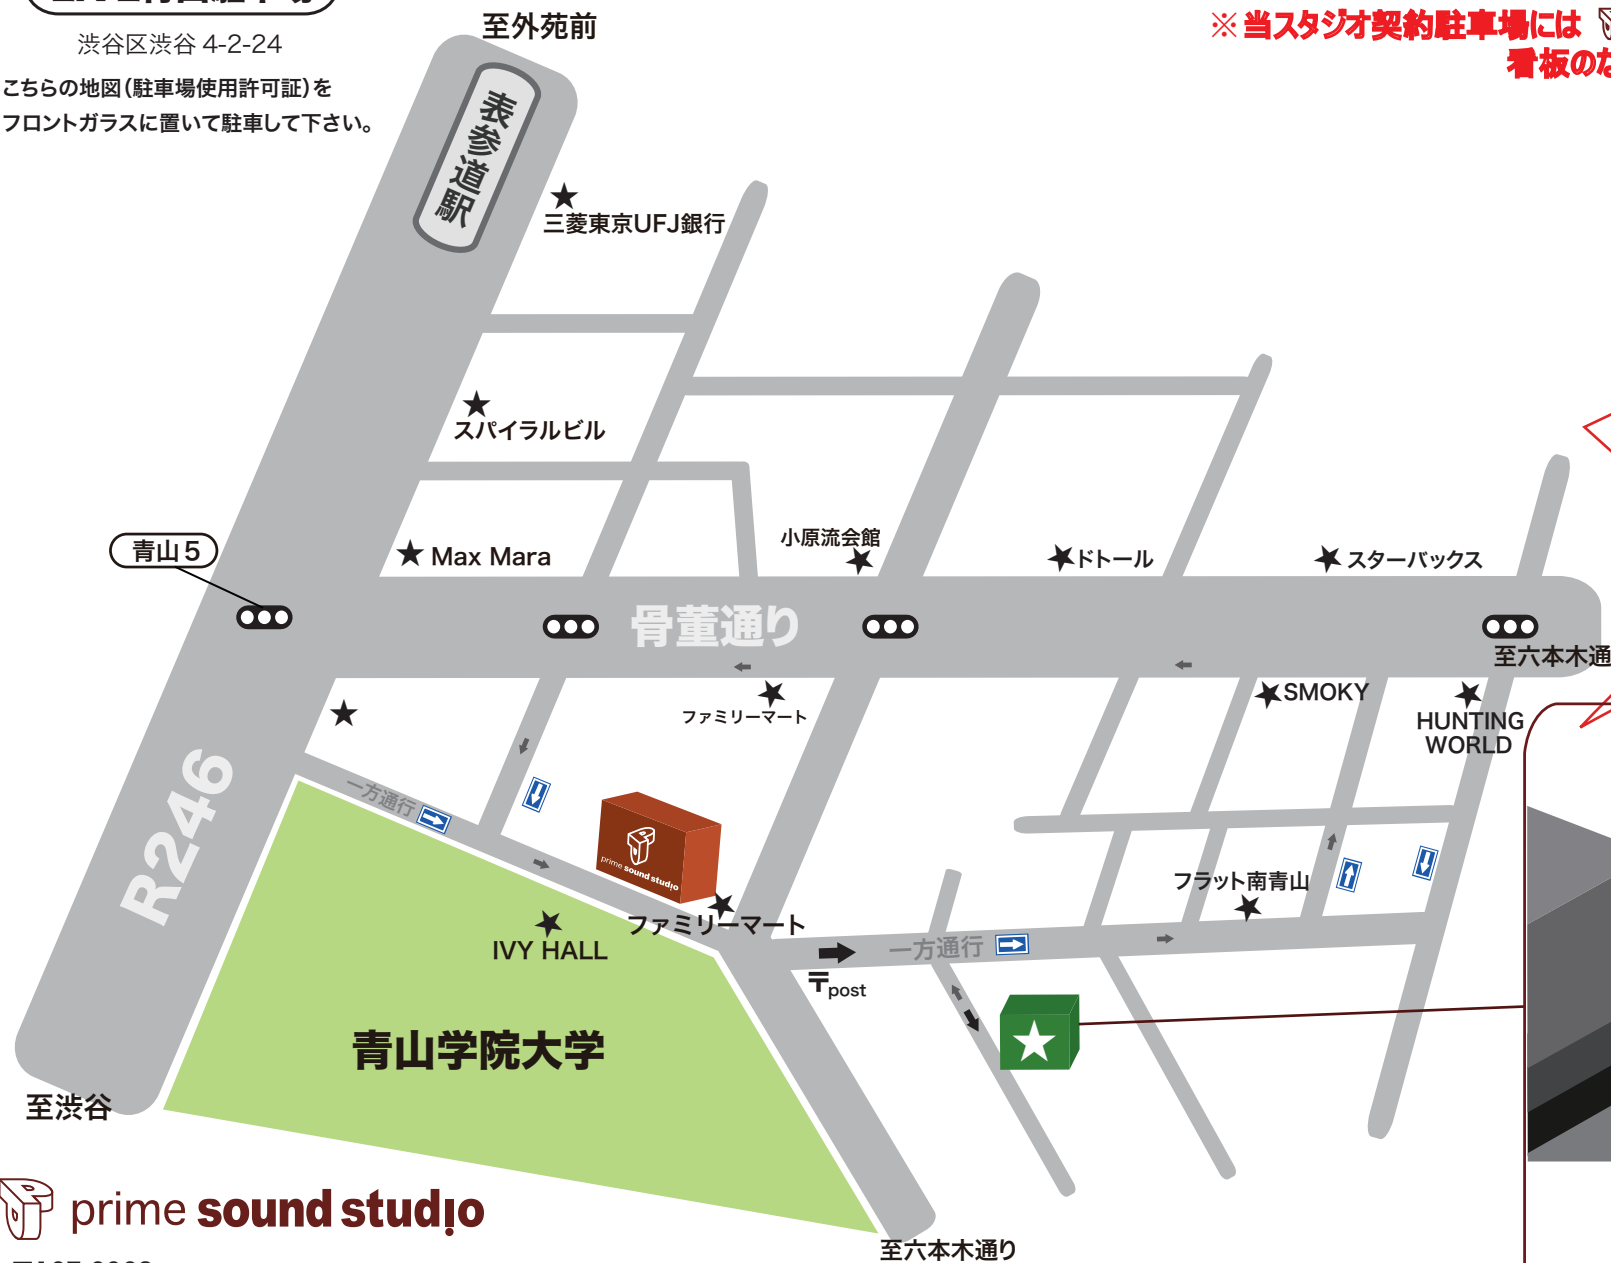 渋谷区渋谷 4-2-24
こちらの地図（駐車場使用許可証）を
フロントガラスに置いて駐車して下さい。
※当スタジオ契約駐車場には
看板のな
至外苑前
表参道駅
三菱東京UFJ銀行
スパイラルビル
青山5
Max Mara
小原流会館
ドトール
スターバックス
骨董通り
至六本木通
ファミリーマート
SMOKY
HUNTING
WORLD
R246
一方通行
prime sound studio
フラット南青山
ファミリーマート
IVY HALL
一方通行
〒post
青山学院大学
至渋谷
prime sound studio
至六本木通り